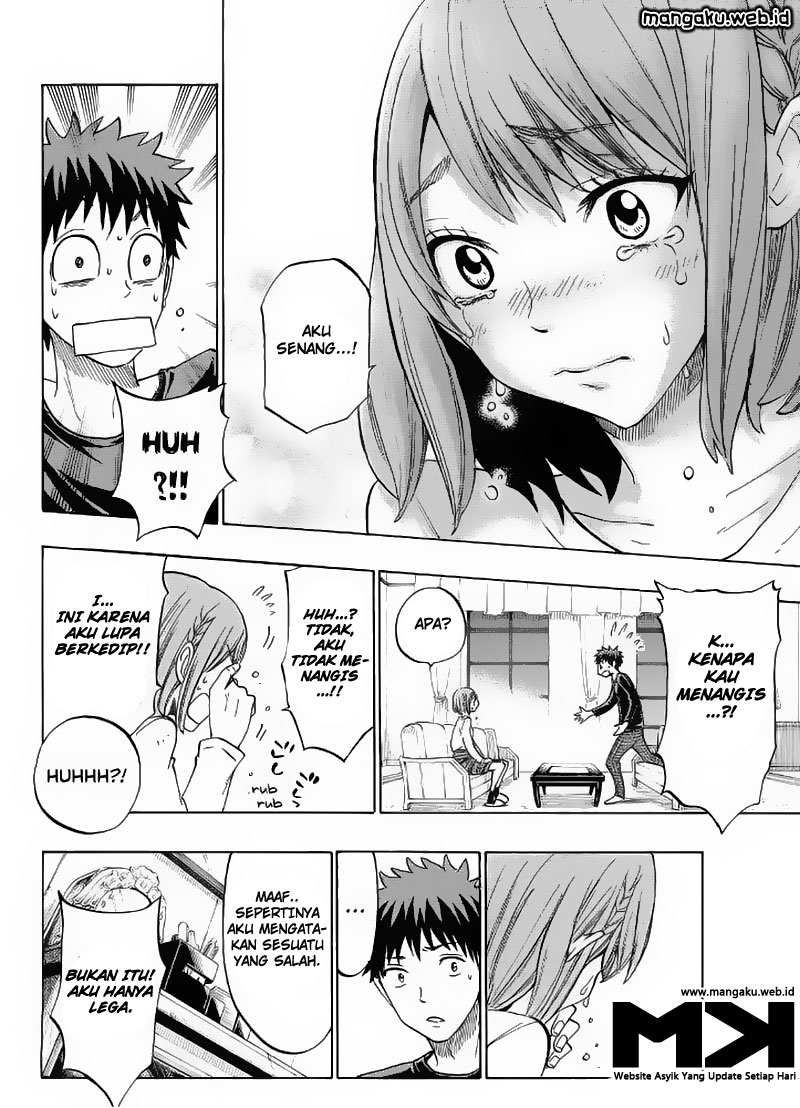 mangaku.web.id
AKU
SENANG...!
HUH
?!!
K...
KENAPA
KAU
MENANGIS
...?!
APA?
HUH...?
TIDAK,
AKU
TIDAK ME-
NANGIS
...!!
rub
rub
I...
INI KARENA
AKU LUPA
BERKEDIP!!
HUHHH?!
...
MAAF..
SEPERTINYA
AKU MENGATA-
KAN SESUATU
YANG SALAH.
BUKAN ITU!
AKU HANYA
LEGA.
www.mangaku.web.id
MK
Website Asyik Yang Update Setiap Hari